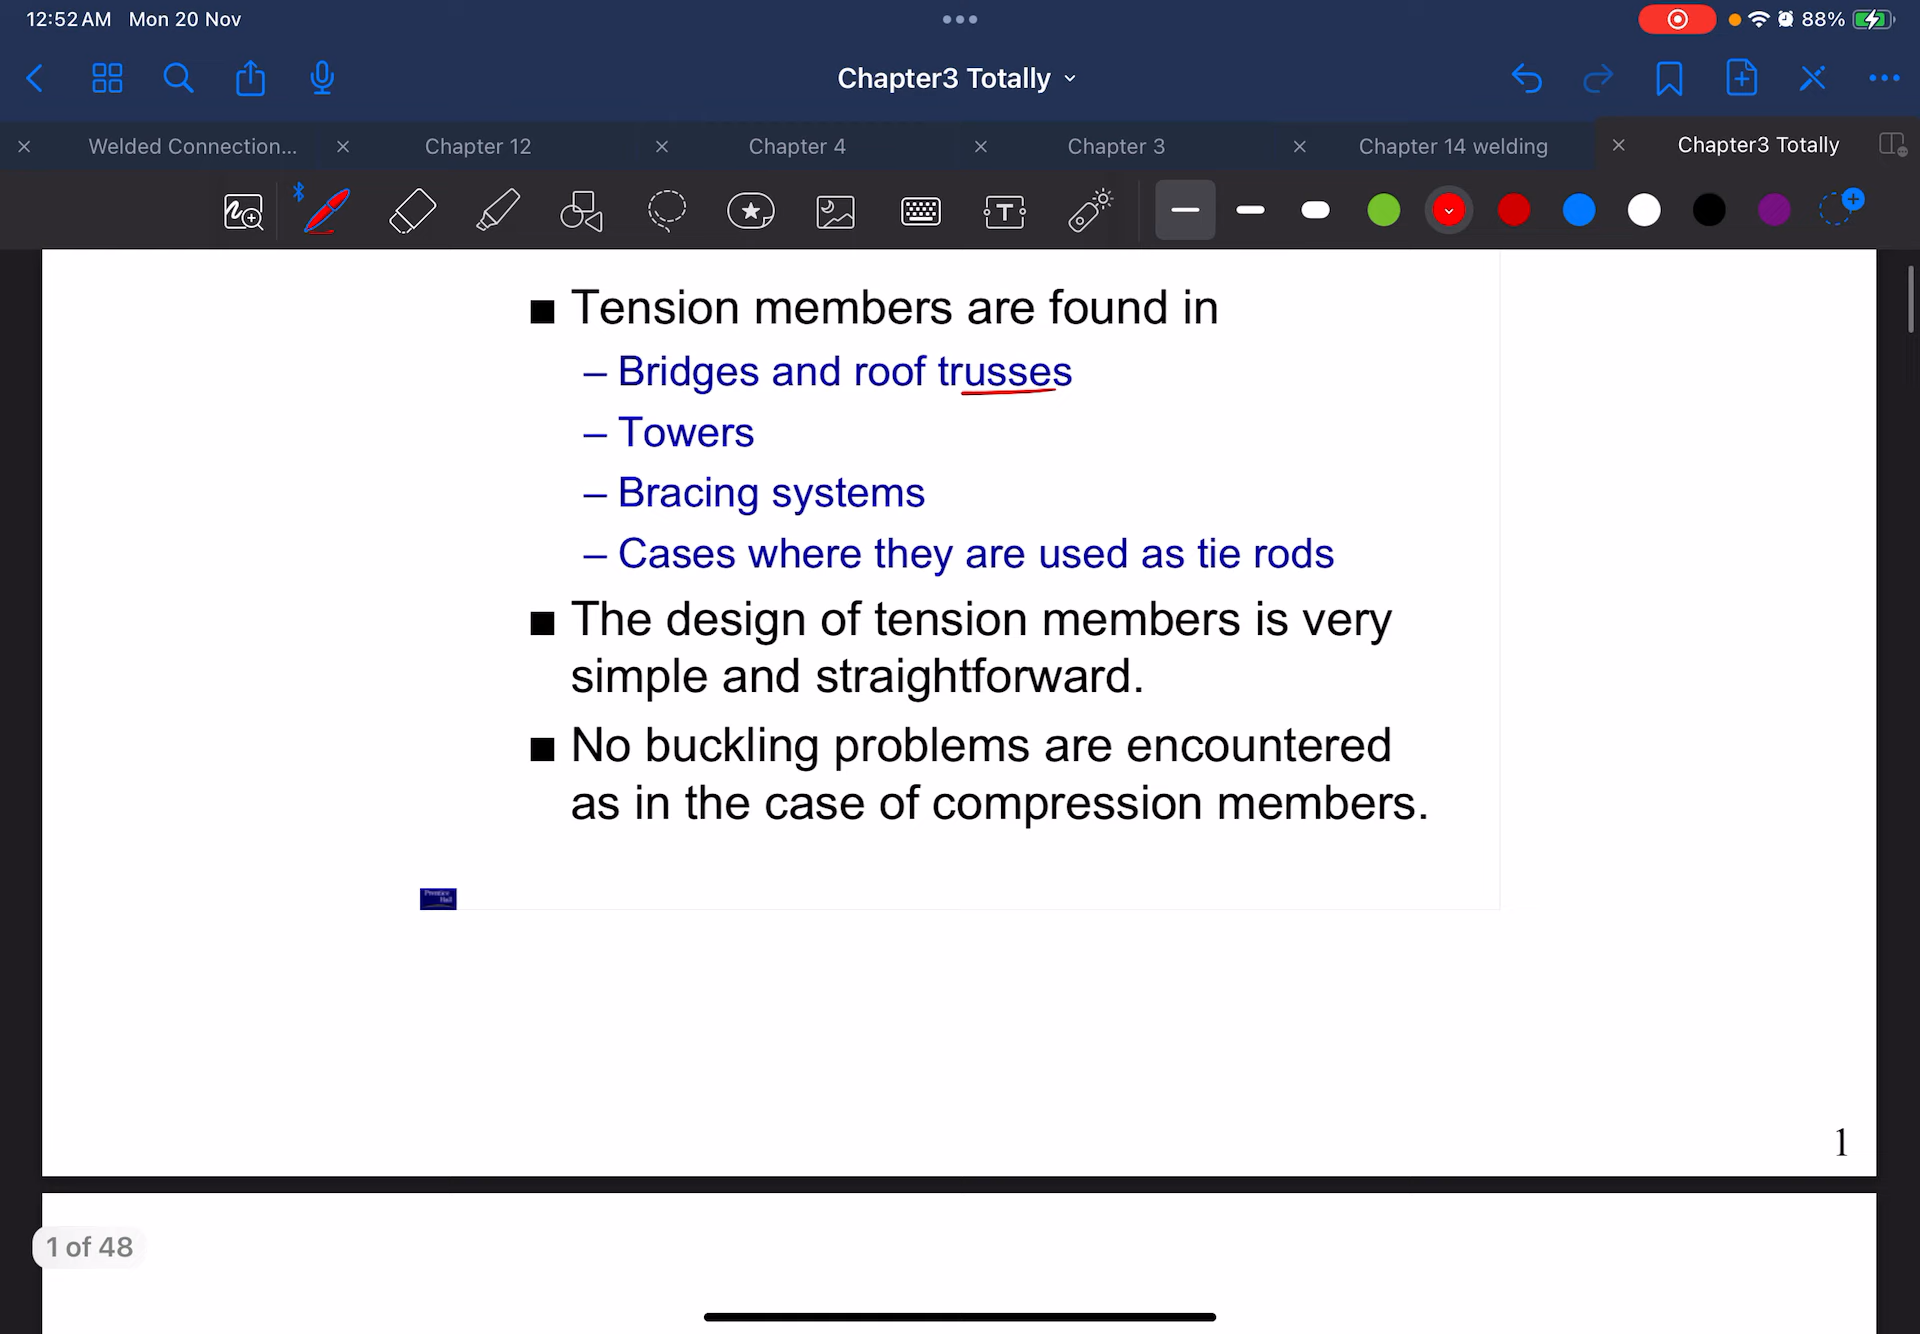 12:52 AM Mon 20 Nov
88%
Chapter3 Totally
Welded Connection...
Chapter 12
Chapter 4
Chapter 3
Chapter 14 welding
Chapter3 Totally
T
■ Tension members are found in
– Bridges and roof trusses
– Towers
– Bracing systems
– Cases where they are used as tie rods
■ The design of tension members is very
simple and straightforward.
■ No buckling problems are encountered
as in the case of compression members.
Prentice
Hall
1
1 of 48